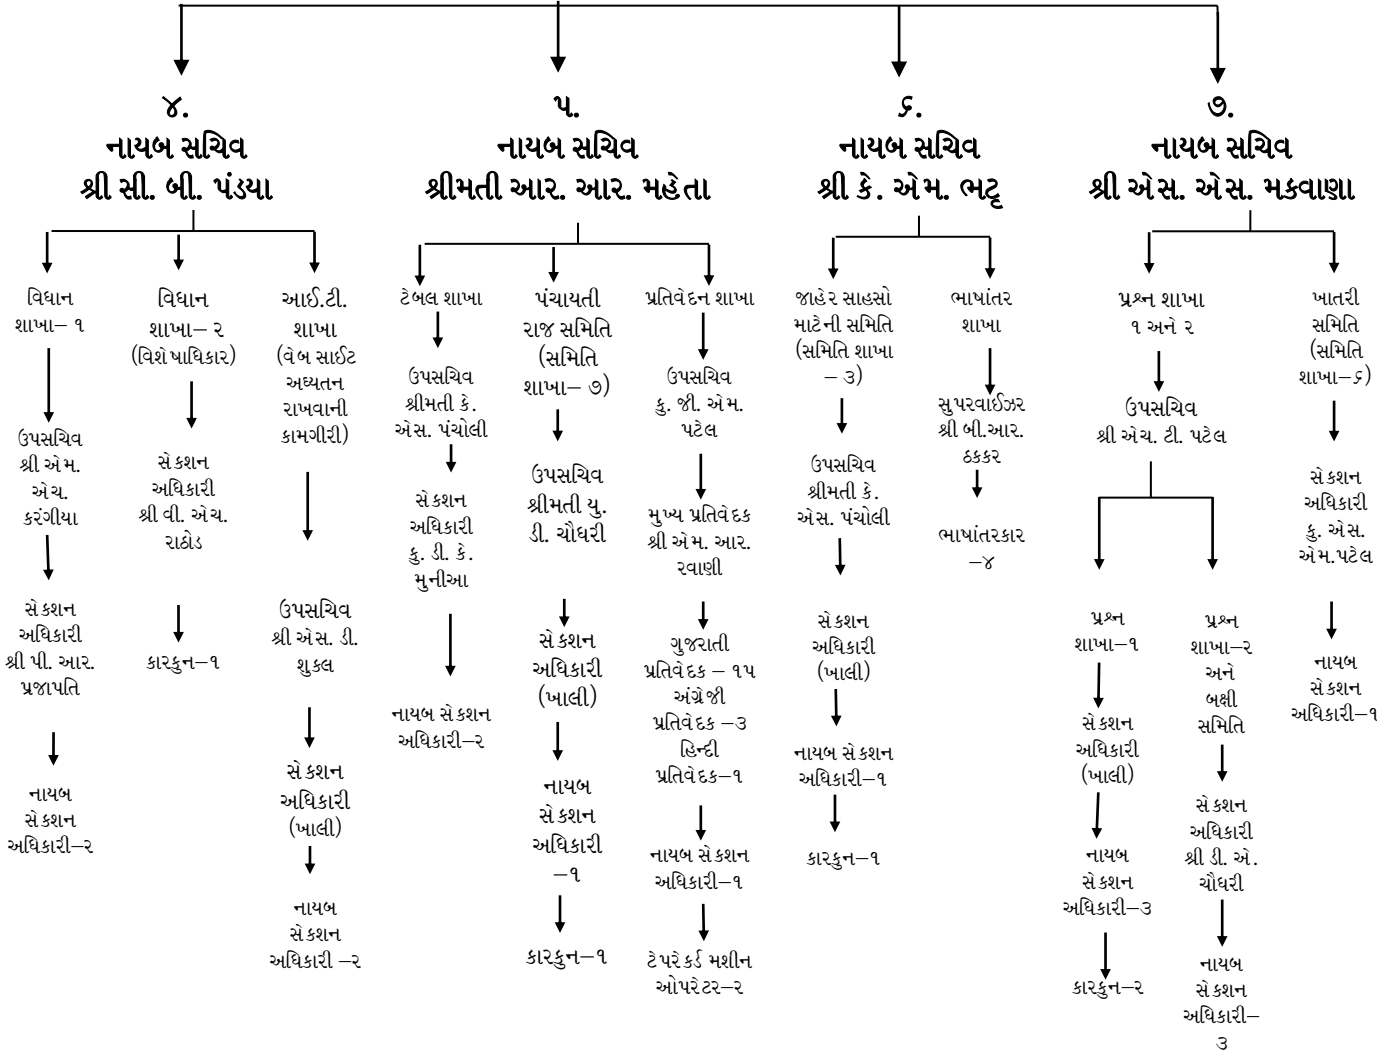 ૪.
નાયબ સચિવ
શ્રી સી. બી. પંડયા
વિધાન
શાખા– ૧
ઉપસચિવ
શ્રી એમ.
એચ.
કરંગીયા
સેકશન
અધિકારી
શ્રી પી. આર.
પ્રજાપતિ
નાયબ
સેકશન
અધિકારી–૨
વિધાન
શાખા– ૨
(વિશેષાધિકાર)
સેકશન
અધિકારી
શ્રી વી. એચ.
રાઠોડ
કારકુન–૧
આઈ.ટી.
શાખા
(વેબ સાઈટ
અધ્યતન
રાખવાની
કામગીરી)
ઉપસચિવ
શ્રી એસ. ડી.
શુકલ
સેકશન
અધિકારી
(ખાલી)
નાયબ
સેકશન
અધિકારી –૨
૫.
નાયબ સચિવ
શ્રીમતી આર. આર. મહેતા
ટેબલ શાખા
ઉપસચિવ
શ્રીમતી કે.
એસ. પંચોલી
સેકશન
અધિકારી
કુ. ડી. કે.
મુનીઆ
નાયબ સેકશન
અધિકારી–૨
પંચાયતી
રાજ સમિતિ
(સમિતિ
શાખા– ૭)
ઉપસચિવ
શ્રીમતી યુ.
ડી. ચૌધરી
સેકશન
અધિકારી
(ખાલી)
નાયબ
સેકશન
અધિકારી
–૧
કારકુન–૧
પ્રતિવેદન શાખા
ઉપસચિવ
કુ. જી. એમ.
પટેલ
મુખ્ય પ્રતિવેદક
શ્રી એમ. આર.
રવાણી
ગુજરાતી
પ્રતિવેદક – ૧૫
અંગ્રેજી
પ્રતિવેદક –૩
હિન્દી
પ્રતિવેદક–૧
નાયબ સેકશન
અધિકારી–૧
ટેપરેકર્ડ મશીન
ઓપરેટર–૨
૬.
નાયબ સચિવ
શ્રી કે. એમ. ભટ્ટ
જાહેર સાહસો
માટેની સમિતિ
(સમિતિ શાખા
– ૩)
ઉપસચિવ
શ્રીમતી કે.
એસ. પંચોલી
સેકશન
અધિકારી
(ખાલી)
નાયબ સેકશન
અધિકારી–૧
કારકુન–૧
ભાષાંતર
શાખા
સુપરવાઈઝર
શ્રી બી.આર.
ઠકકર
ભાષાંતરકાર
–૪
૭.
નાયબ સચિવ
શ્રી એસ. એસ. મકવાણા
પ્રશ્ન શાખા
૧ અને ૨
ઉપસચિવ
શ્રી એચ. ટી. પટેલ
પ્રશ્ન
શાખા–૧
સેકશન
અધિકારી
(ખાલી)
નાયબ
સેકશન
અધિકારી–૩
કારકુન–૨
પ્રશ્ન
શાખા–૨
અને
બક્ષી
સમિતિ
સેકશન
અધિકારી
શ્રી ડી. એ.
ચૌધરી
નાયબ
સેકશન
અધિકારી–
૩
ખાતરી
સમિતિ
(સમિતિ
શાખા–૬)
સેકશન
અધિકારી
કુ. એસ.
એમ.પટેલ
નાયબ
સેકશન
અધિકારી–૧